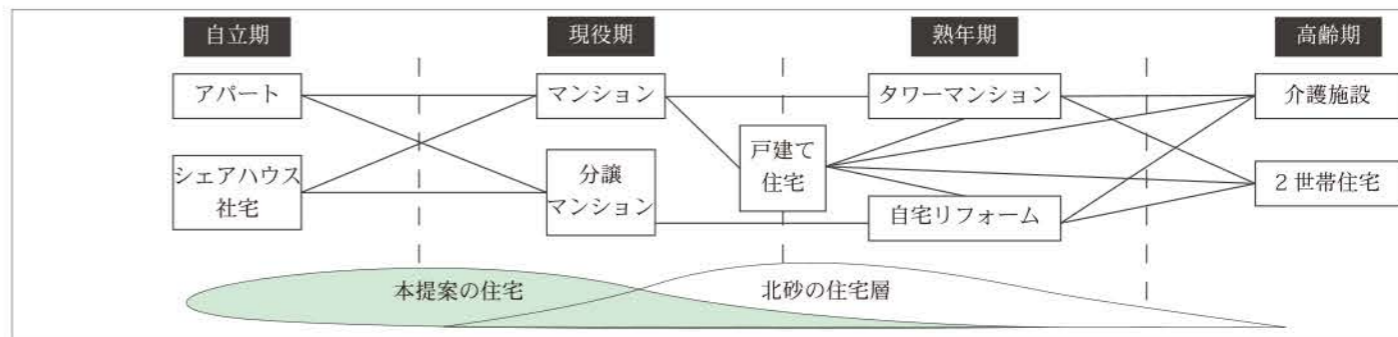 自立期
現役期
熟年期
高齢期
アパート
マンション
タワーマンション
介護施設
シェアハウス
社宅
分譲
マンション
戸建て
住宅
自宅リフォーム
2 世帯住宅
本提案の住宅
北砂の住宅層